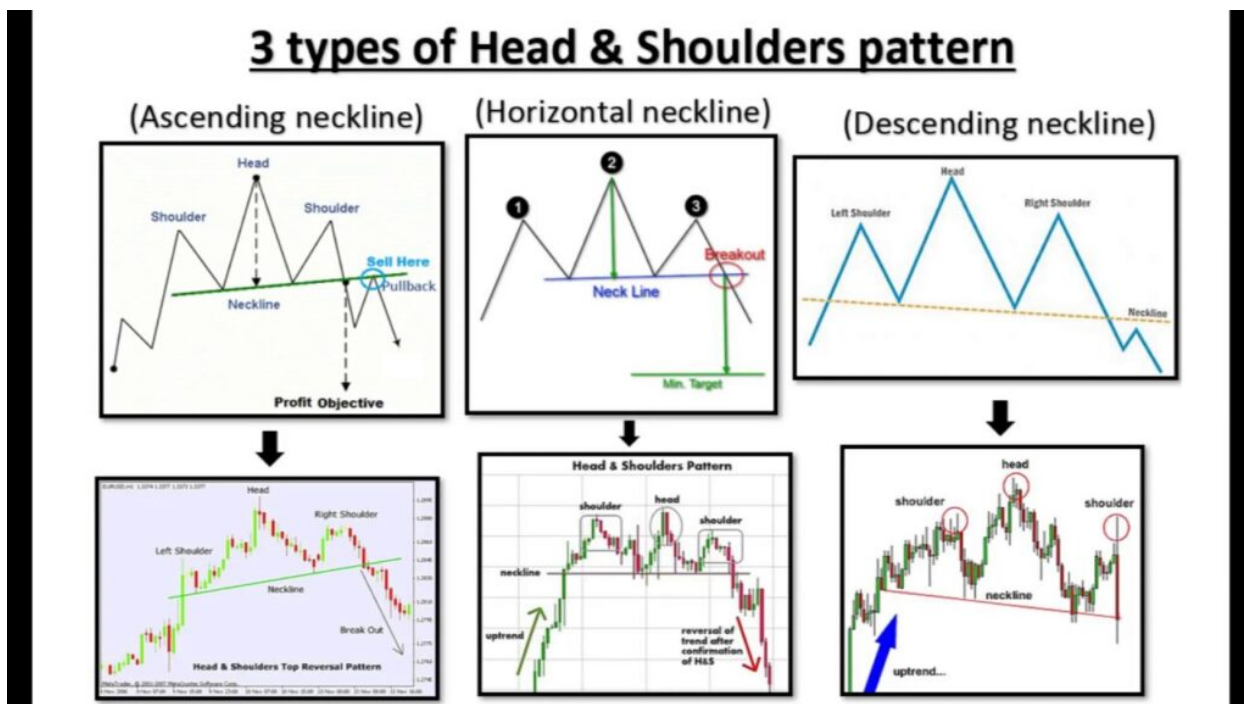 3 types of Head & Shoulders pattern
(Ascending neckline)
(Horizontal neckline)
(Descending neckline)
Head
Shoulder
Shoulder
Sell Here
Pullback
Neckline
Profit Objective
1
2
3
Breakout
Neck Line
Min. Target
Head
Left Shoulder
Right Shoulder
Neckline
Head
Right Shoulder
Left Shoulder
Neckline
Break Out
Head & Shoulders Top Reversal Pattern
Head & Shoulders Pattern
shoulder
head
shoulder
neckline
uptrend
reversal of
trend after
confirmation
of H&S
head
shoulder
shoulder
neckline
uptrend...